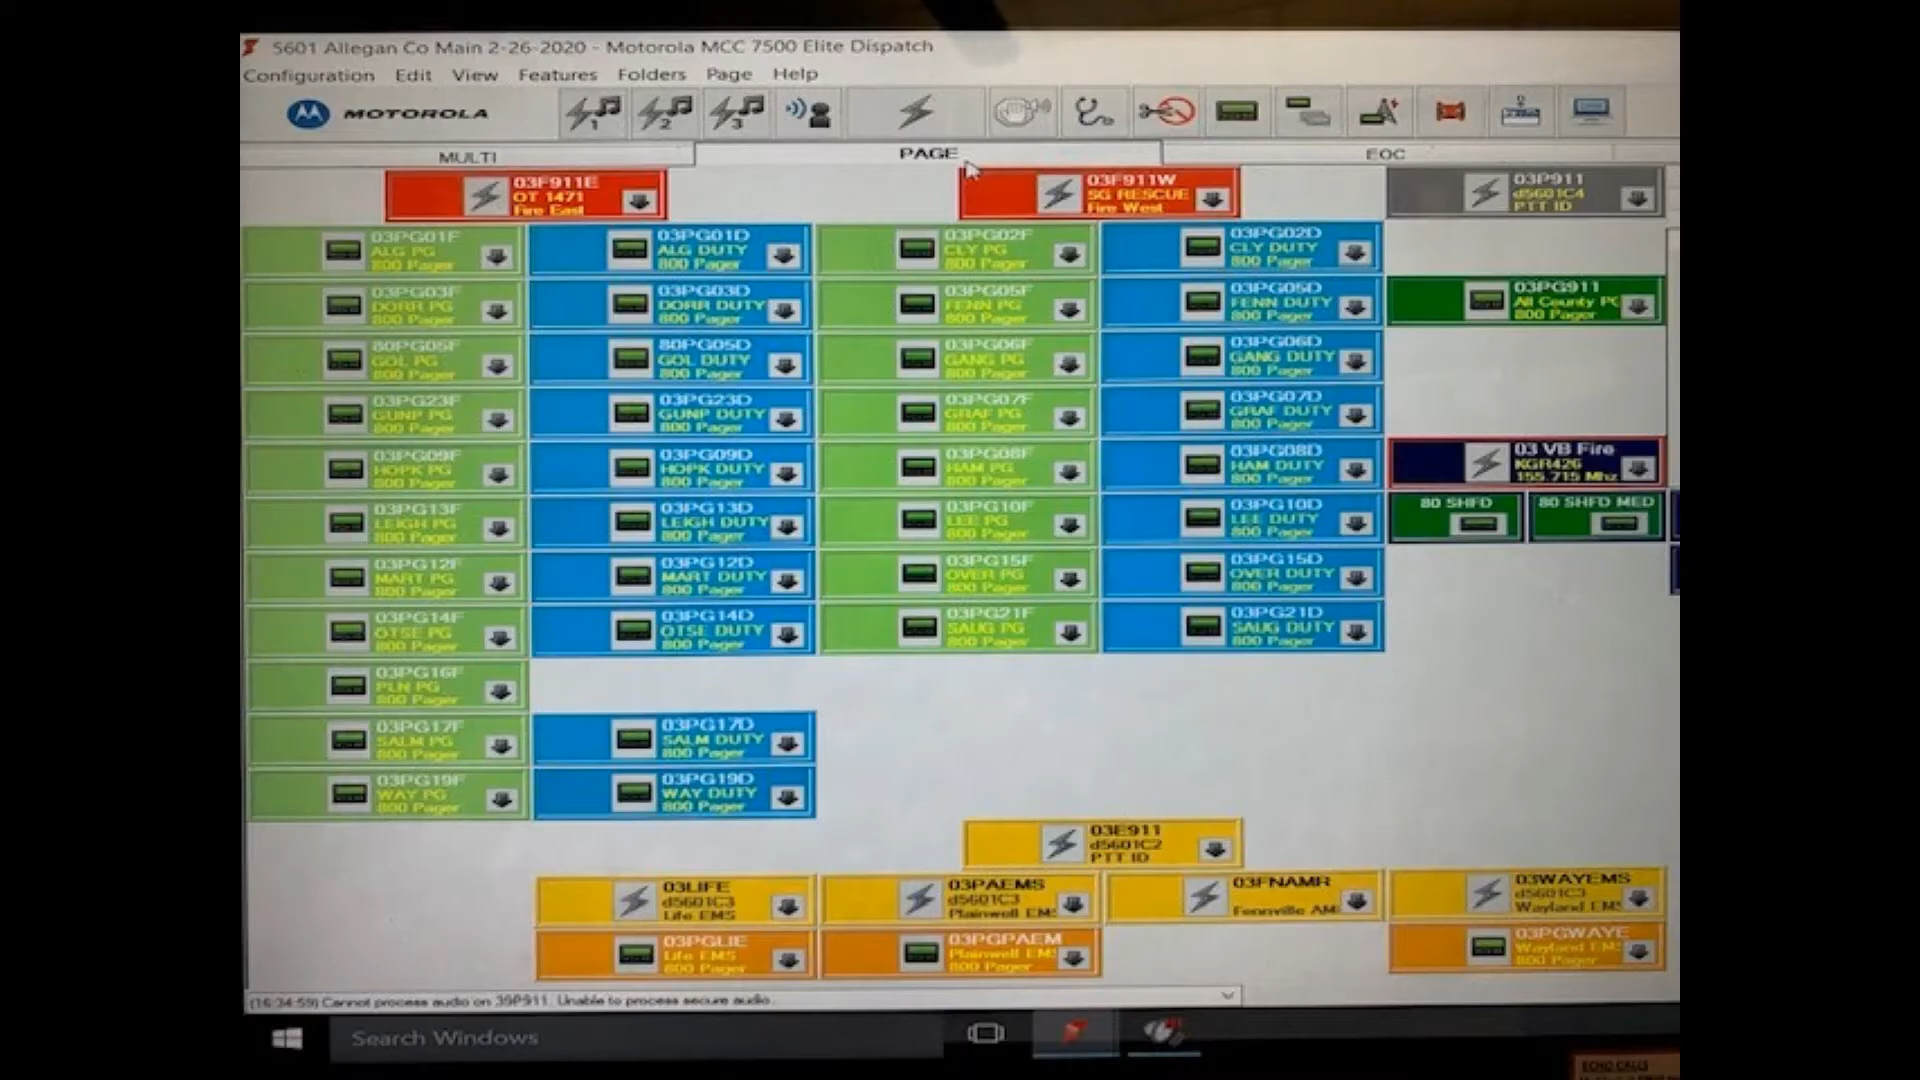 5601 Allegan Co Main 2-26-2020 - Motorola MCC 7500 Elite Dispatch
Configuration Edit View Features Folders Page Help
MOTOROLA 1 2 3
MULTI PAGE EOC
03F911E
OT 1471
Fire East
03F911W
SG RESCUE
Fire West
03P911
d5601C4
PTT ID
03PG01F
ALG PG
800 Pager
03PG01D
ALG DUTY
800 Pager
03PG02F
CLY PG
800 Pager
03PG02D
CLY DUTY
800 Pager
03PG03F
DORR PG
800 Pager
03PG03D
DORR DUTY
800 Pager
03PG05F
FENN PG
800 Pager
03PG05D
FENN DUTY
800 Pager
03PG911
All County PG
800 Pager
80PG05F
GOL PG
800 Pager
80PG05D
GOL DUTY
800 Pager
03PG06F
GANG PG
800 Pager
03PG06D
GANG DUTY
800 Pager
03PG23F
GUNP PG
800 Pager
03PG23D
GUNP DUTY
800 Pager
03PG07F
GRAF PG
800 Pager
03PG07D
GRAF DUTY
800 Pager
03PG09F
HOPK PG
800 Pager
03PG09D
HOPK DUTY
800 Pager
03PG08F
HAM PG
800 Pager
03PG08D
HAM DUTY
800 Pager
03 VB Fire
KGR426
155.715 Mhz
03PG13F
LEIGH PG
800 Pager
03PG13D
LEIGH DUTY
800 Pager
03PG10F
LEE PG
800 Pager
03PG10D
LEE DUTY
800 Pager
80 SHFD
80 SHFD MED
03PG12F
MART PG
800 Pager
03PG12D
MART DUTY
800 Pager
03PG15F
OVER PG
800 Pager
03PG15D
OVER DUTY
800 Pager
03PG14F
OTSE PG
800 Pager
03PG14D
OTSE DUTY
800 Pager
03PG21F
SAUG PG
800 Pager
03PG21D
SAUG DUTY
800 Pager
03PG16F
PLN PG
800 Pager
03PG17F
SALM PG
800 Pager
03PG17D
SALM DUTY
800 Pager
03PG19F
WAY PG
800 Pager
03PG19D
WAY DUTY
800 Pager
03E911
d5601C2
PTT ID
03LIFE
d5601C3
Life EMS
03PAEMS
d5601C3
Plainwell EMS
03FNAMR
Fennville AM
03WAYEMS
d5601C3
Wayland EMS
03PGLIE
Life EMS
800 Pager
03PGPAEM
Plainwell EMS
800 Pager
03PGWAYE
Wayland EMS
800 Pager
(16:34:59) Cannot process audio on 39P911. Unable to process secure audio.
Search Windows
ECHO CALLS